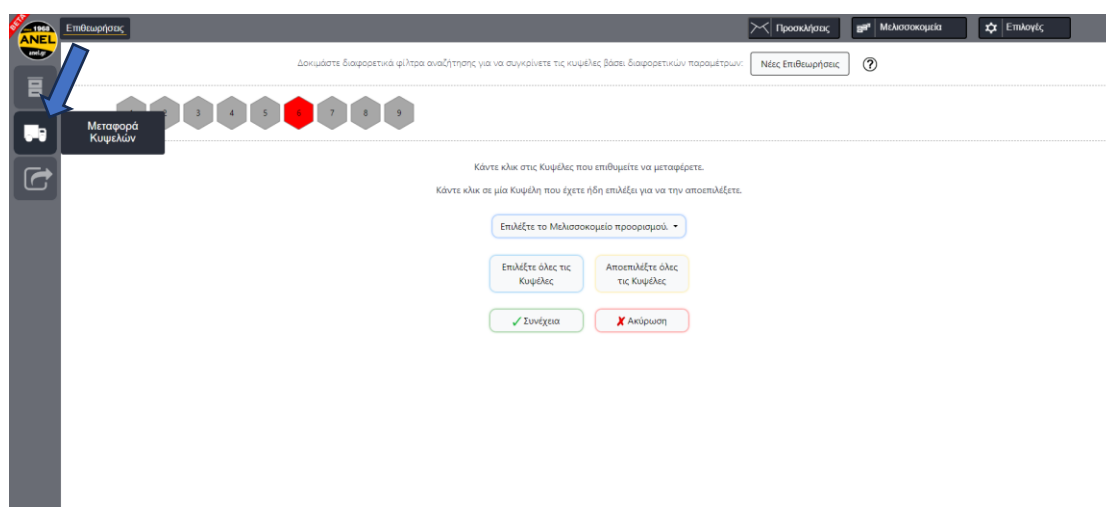 BETA
1968
ANEL
anel.gr
Επιθεωρήσεις
Προσκλήσεις
Μελισσοκομεία
Επιλογές
Δοκιμάστε διαφορετικά φίλτρα αναζήτησης για να συγκρίνετε τις κυψέλες βάσει διαφορετικών παραμέτρων:
Νέες Επιθεωρήσεις
?
2 3 4 5 6 7 8 9
Μεταφορά
Κυψελών
Κάντε κλικ στις Κυψέλες που επιθυμείτε να μεταφέρετε.
Κάντε κλικ σε μία Κυψέλη που έχετε ήδη επιλέξει για να την αποεπιλέξετε.
Επιλέξτε το Μελισσοκομείο προορισμού.
Επιλέξτε όλες τις
Κυψέλες
Αποεπιλέξτε όλες
τις Κυψέλες
Συνέχεια
Ακύρωση